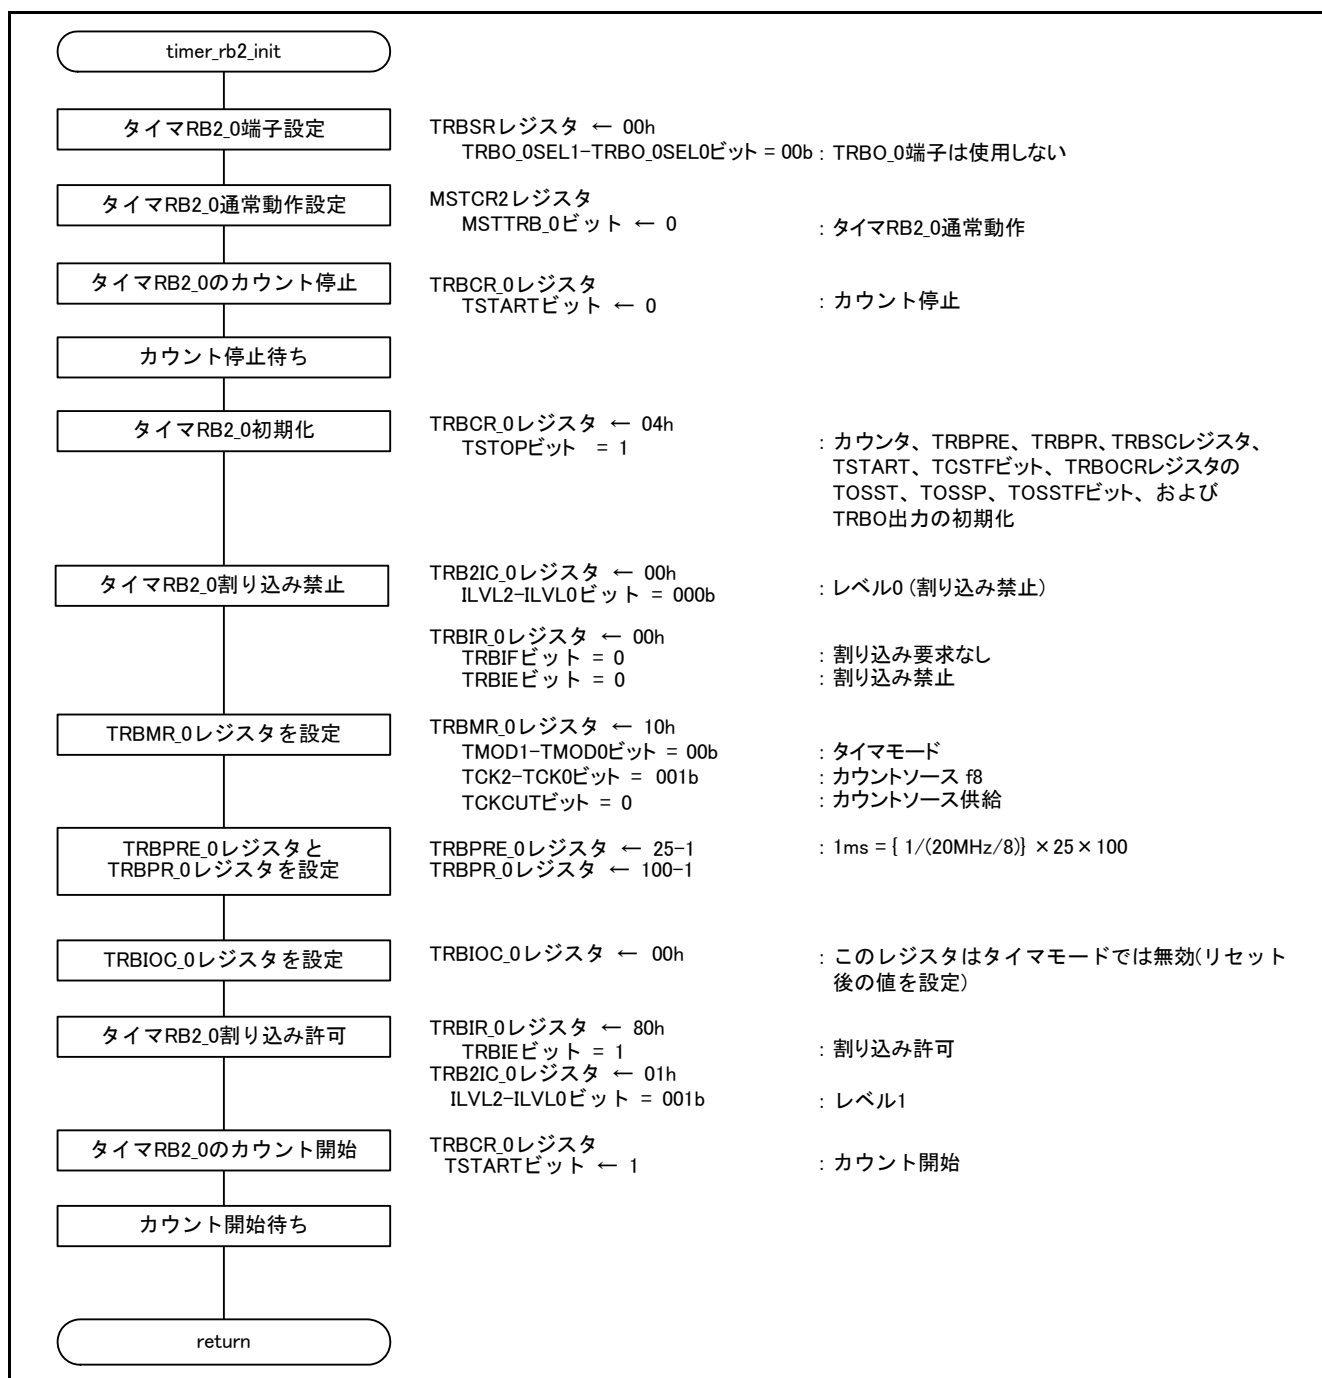 timer_rb2_init
タイマRB2_0端子設定
TRBSRレジスタ ← 00h
TRBO_0SEL1-TRBO_0SEL0ビット = 00b : TRBO_0端子は使用しない
タイマRB2_0通常動作設定
MSTCR2レジスタ
MSTTRB_0ビット ← 0 : タイマRB2_0通常動作
タイマRB2_0のカウント停止
TRBCR_0レジスタ
TSTARTビット ← 0 : カウント停止
カウント停止待ち
タイマRB2_0初期化
TRBCR_0レジスタ ← 04h
TSTOPビット = 1 : カウンタ、TRBPRE、TRBPR、TRBSCレジスタ、
TSTART、TCSTFビット、TRBOCRレジスタの
TOSST、TOSSP、TOSSTFビット、および
TRBO出力の初期化
タイマRB2_0割り込み禁止
TRB2IC_0レジスタ ← 00h
ILVL2-ILVL0ビット = 000b : レベル0 (割り込み禁止)
TRBIR_0レジスタ ← 00h
TRBIFビット = 0 : 割り込み要求なし
TRBIEビット = 0 : 割り込み禁止
TRBMR_0レジスタを設定
TRBMR_0レジスタ ← 10h
TMOD1-TMOD0ビット = 00b : タイマモード
TCK2-TCK0ビット = 001b : カウントソース f8
TCKCUTビット = 0 : カウントソース供給
TRBPRE_0レジスタと
TRBPR_0レジスタを設定
TRBPRE_0レジスタ ← 25-1 : 1ms = { 1/(20MHz/8)} ×25×100
TRBPR_0レジスタ ← 100-1
TRBIOC_0レジスタを設定
TRBIOC_0レジスタ ← 00h : このレジスタはタイマモードでは無効(リセット
後の値を設定)
タイマRB2_0割り込み許可
TRBIR_0レジスタ ← 80h
TRBIEビット = 1 : 割り込み許可
TRB2IC_0レジスタ ← 01h
ILVL2-ILVL0ビット = 001b : レベル1
タイマRB2_0のカウント開始
TRBCR_0レジスタ
TSTARTビット ← 1 : カウント開始
カウント開始待ち
return